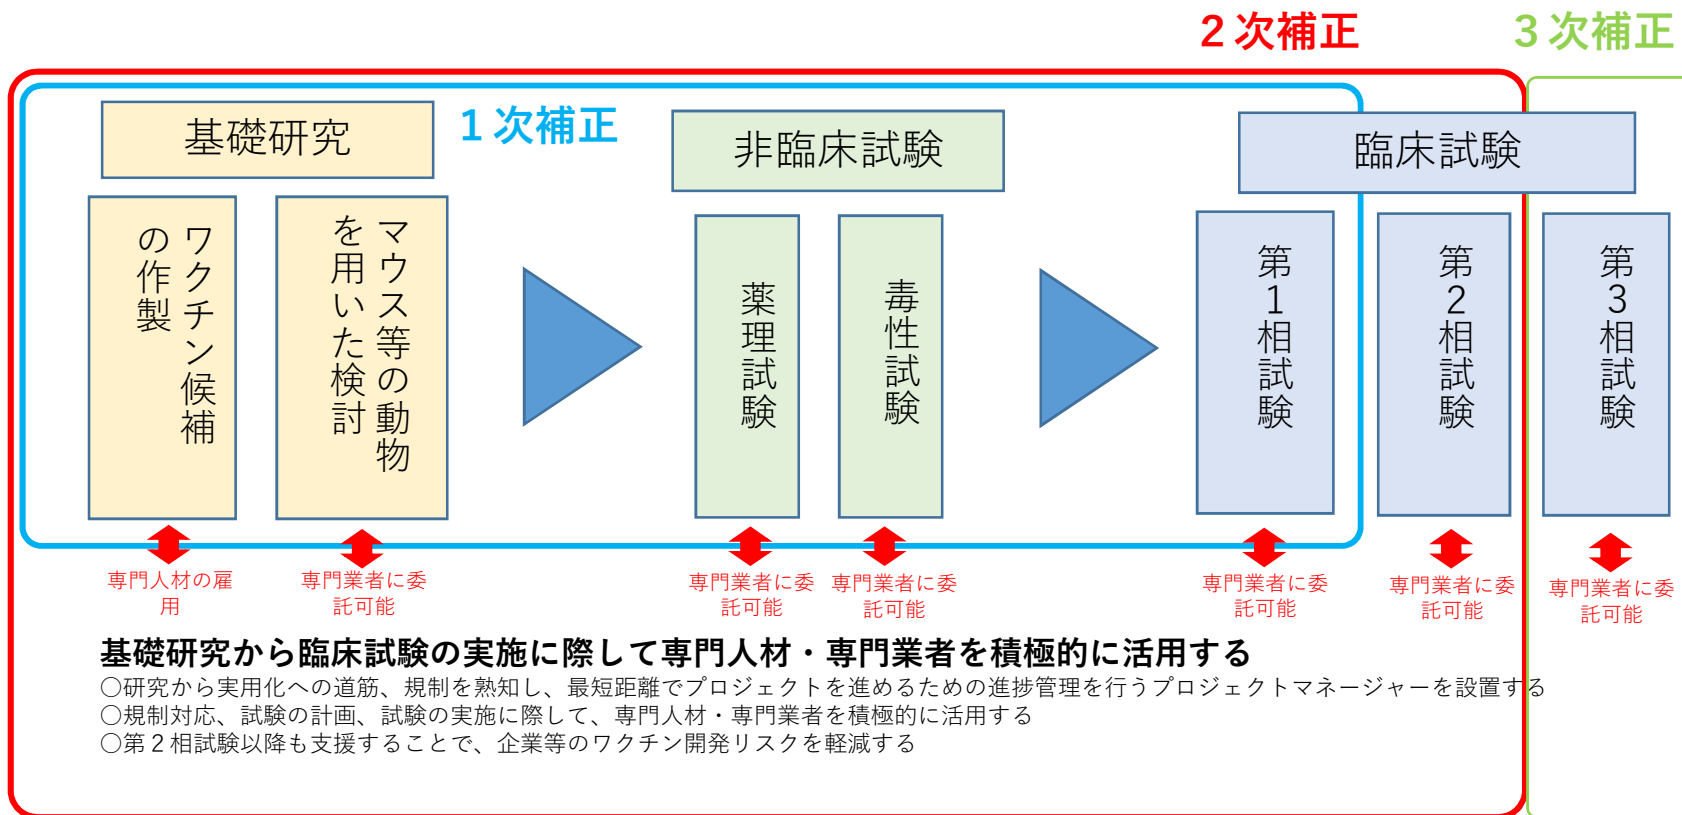 ２次補正
３次補正
１次補正
基礎研究
非臨床試験
臨床試験
ワクチン候補
の作製
マウス等の動物
を用いた検討
薬理試験
毒性試験
第１相試験
第２相試験
第３相試験
専門人材の雇
用
専門業者に委
託可能
専門業者に委
託可能
専門業者に委
託可能
専門業者に委
託可能
専門業者に委
託可能
専門業者に委
託可能
基礎研究から臨床試験の実施に際して専門人材・専門業者を積極的に活用する
○研究から実用化への道筋、規制を熟知し、最短距離でプロジェクトを進めるための進捗管理を行うプロジェクトマネージャーを設置する
○規制対応、試験の計画、試験の実施に際して、専門人材・専門業者を積極的に活用する
○第２相試験以降も支援することで、企業等のワクチン開発リスクを軽減する